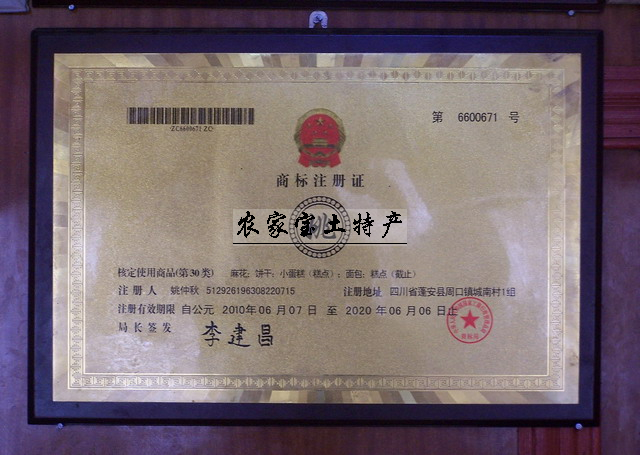 ZC6600671 ZC
第 6600671 号
商标注册证
农家宝土特产
姚
核定使用商品(第30类) 麻花；饼干；小蛋糕（糕点）；面包；糕点（截止）
注册人 姚仲秋 512926196308220715 注册地址 四川省蓬安县周口镇城南村1组
注册有效期限 自公元 2010年06月07日 至 2020年06月06日止
局长签发 李建昌